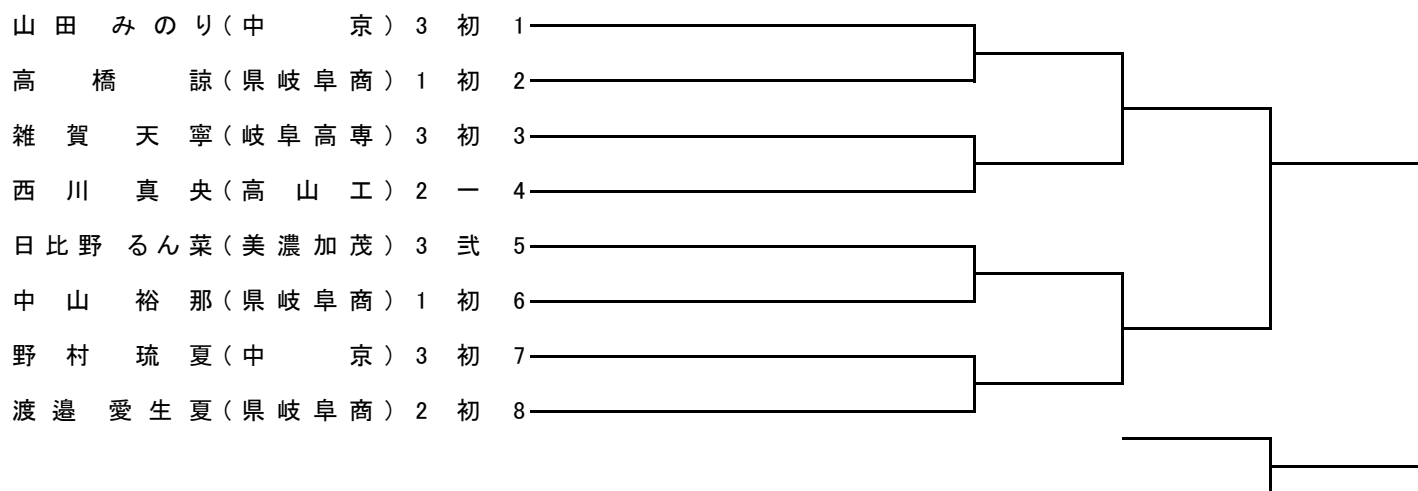 山田 みのり(中 京) 3 初 1
高 橋 諒(県岐阜商) 1 初 2
雑 賀 天 寧(岐阜高専) 3 初 3
西 川 真 央(高 山 工) 2 一 4
日比野 るん菜(美濃加茂) 3 弐 5
中 山 裕 那(県岐阜商) 1 初 6
野 村 琉 夏(中 京) 3 初 7
渡 邉 愛生夏(県岐阜商) 2 初 8